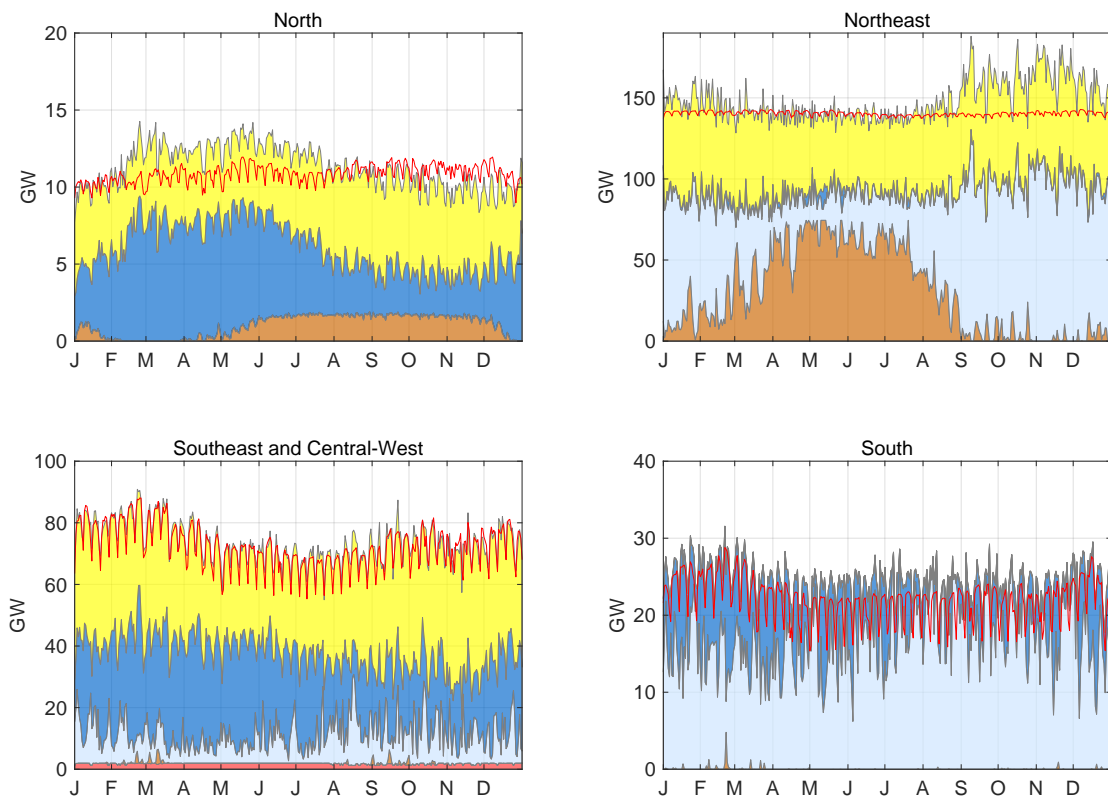 North
20
15
10
5
0
GW
J F M A M J J A S O N D
Northeast
150
100
50
0
GW
J F M A M J J A S O N D
Southeast and Central-West
100
80
60
40
20
0
GW
J F M A M J J A S O N D
South
40
30
20
10
0
GW
J F M A M J J A S O N D